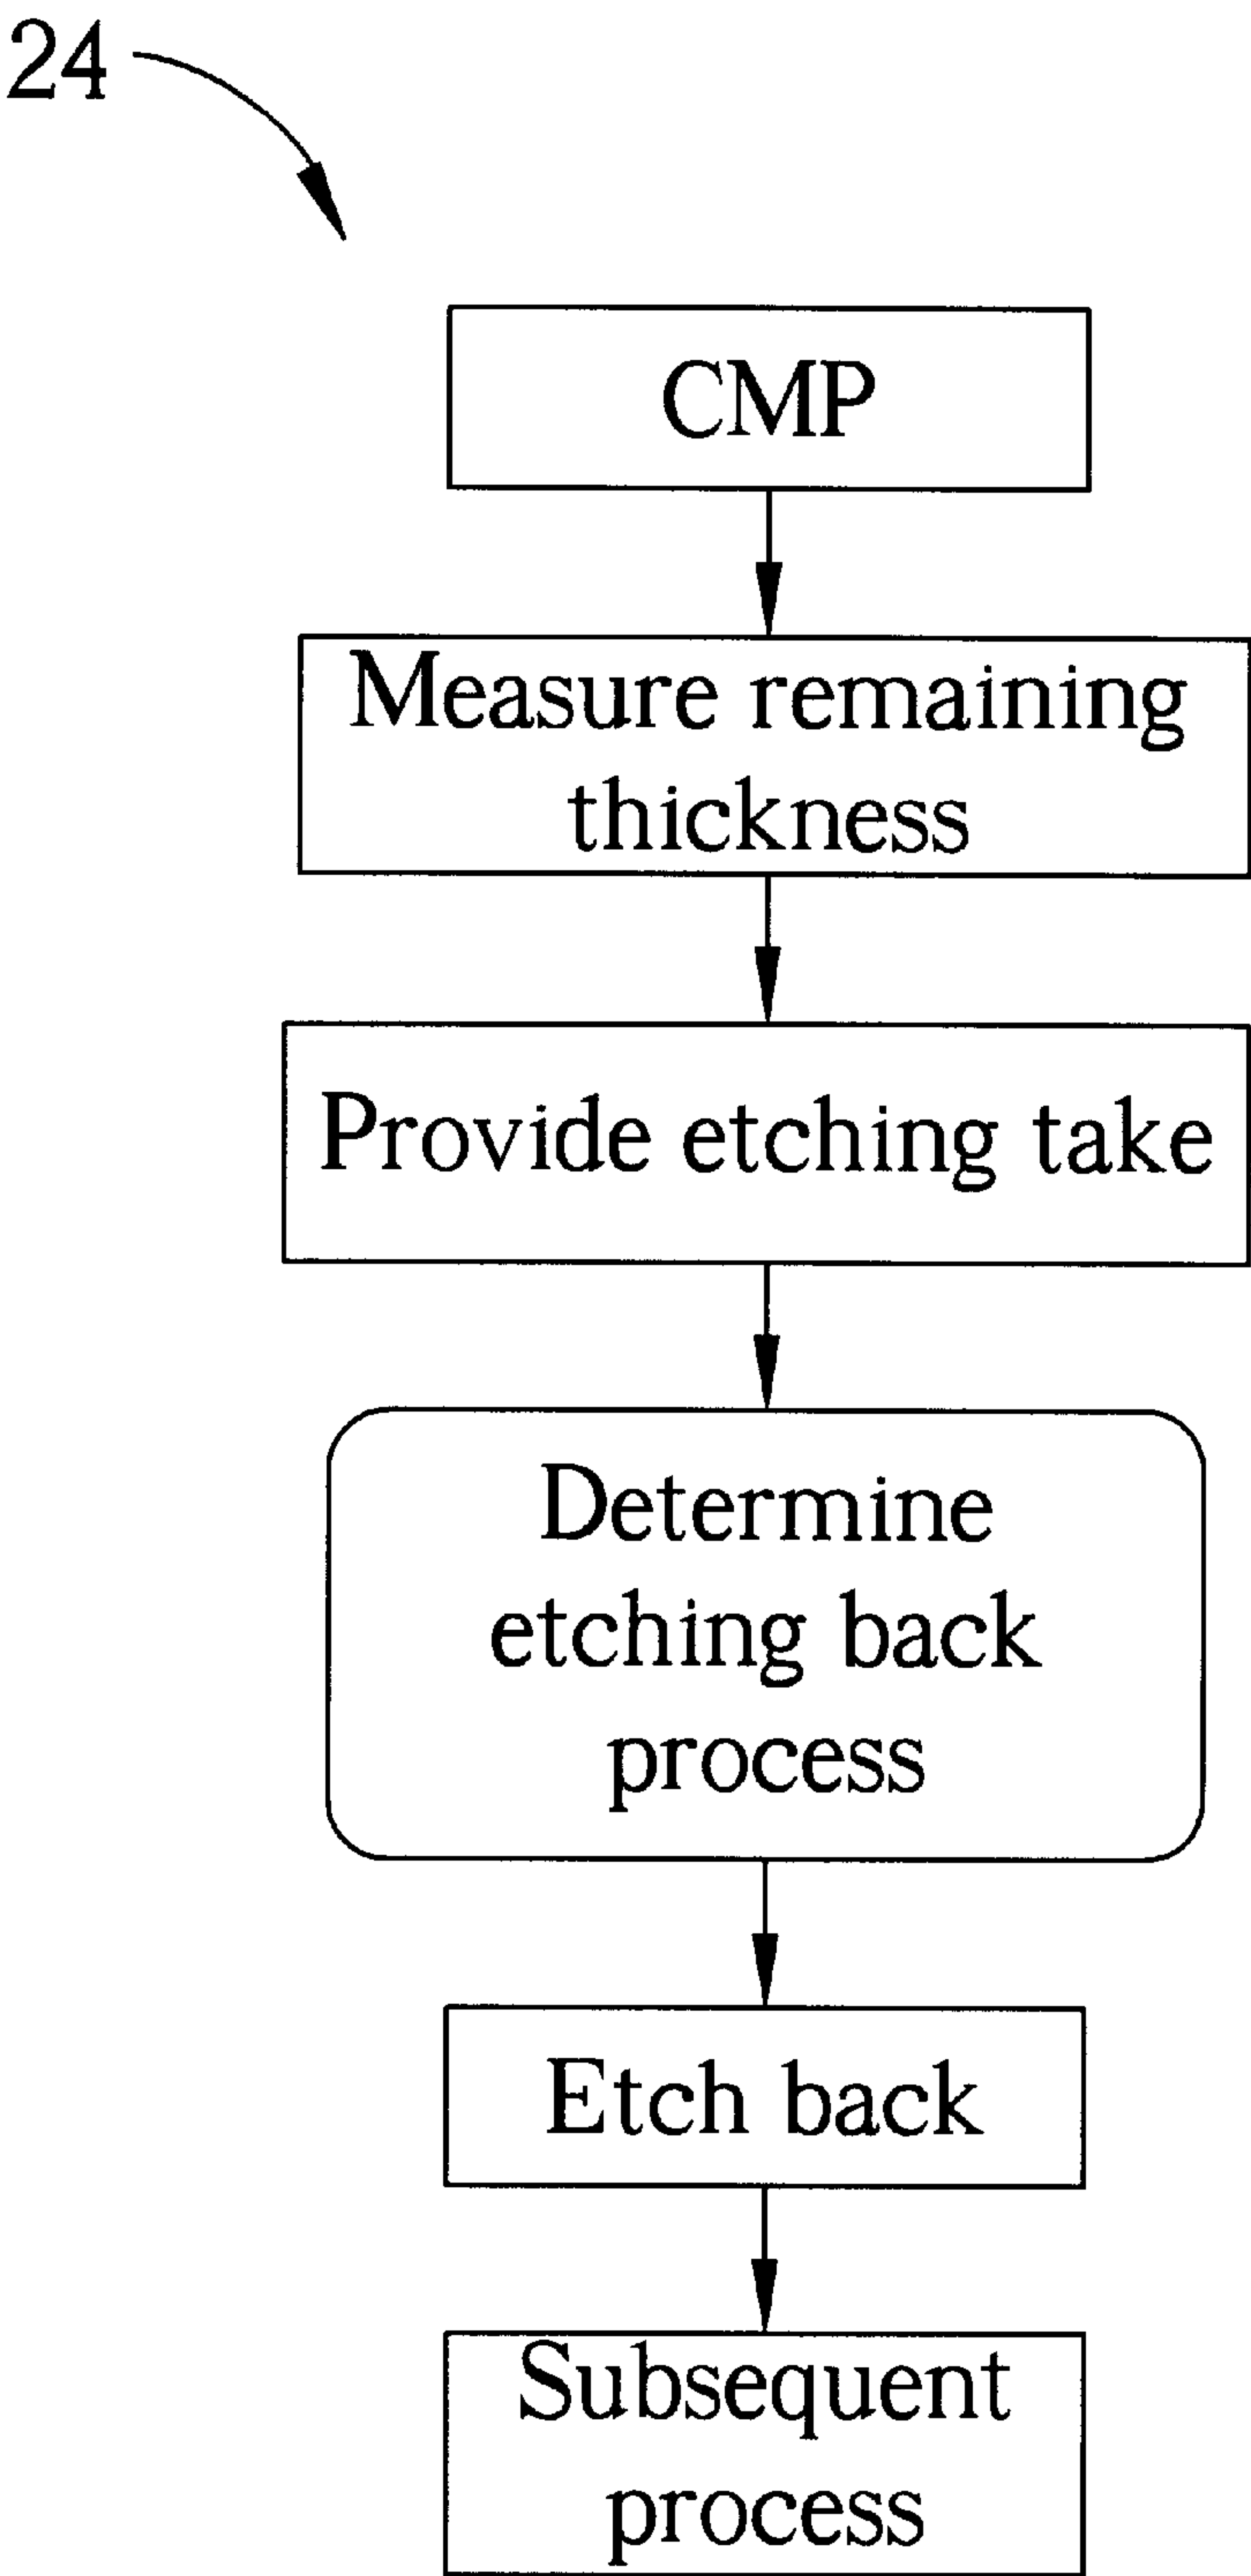 24
CMP
Measure remaining
thickness
Provide etching take
Determine
etching back
process
Etch back
Subsequent
process